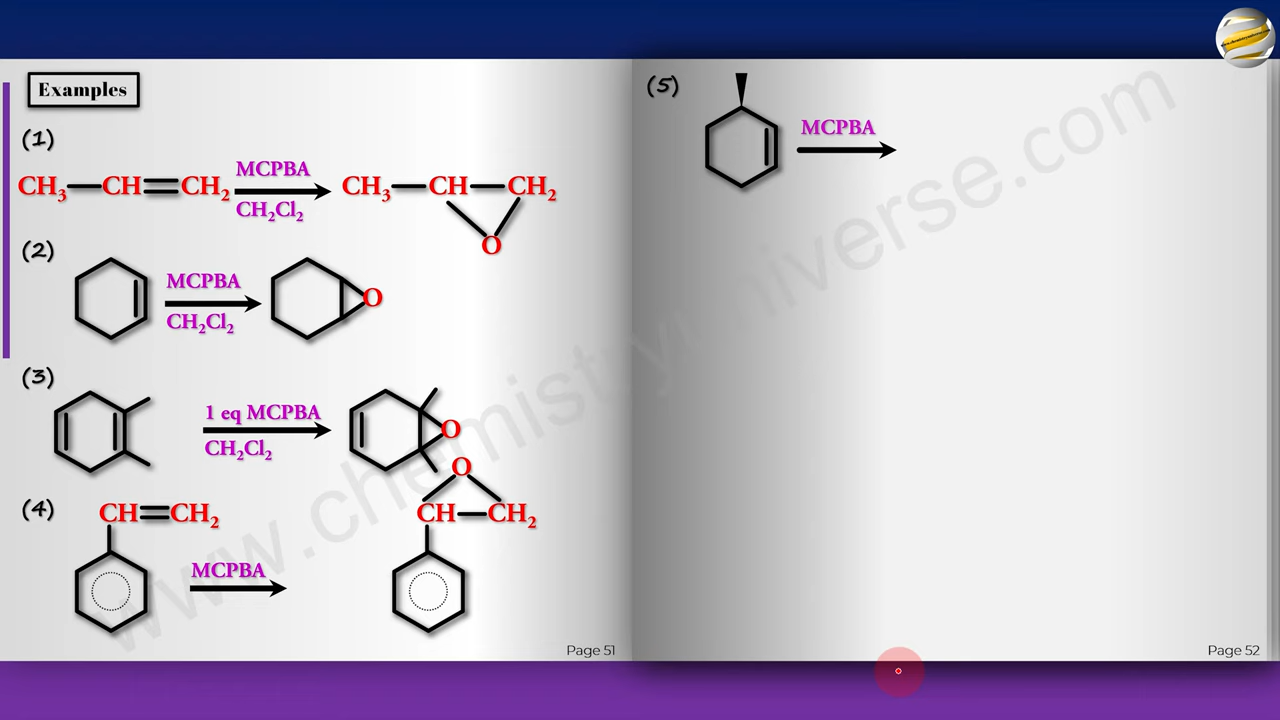 Examples
(1)
CH₃—CH=CH₂ MCPBA CH₂Cl₂ CH₃—CH—CH₂ O
(2)
MCPBA CH₂Cl₂ O
(3)
1 eq MCPBA CH₂Cl₂ O
(4)
CH=CH₂ MCPBA O CH—CH₂
Page 51
(5)
MCPBA
Page 52
www.chemistryuniverse.com